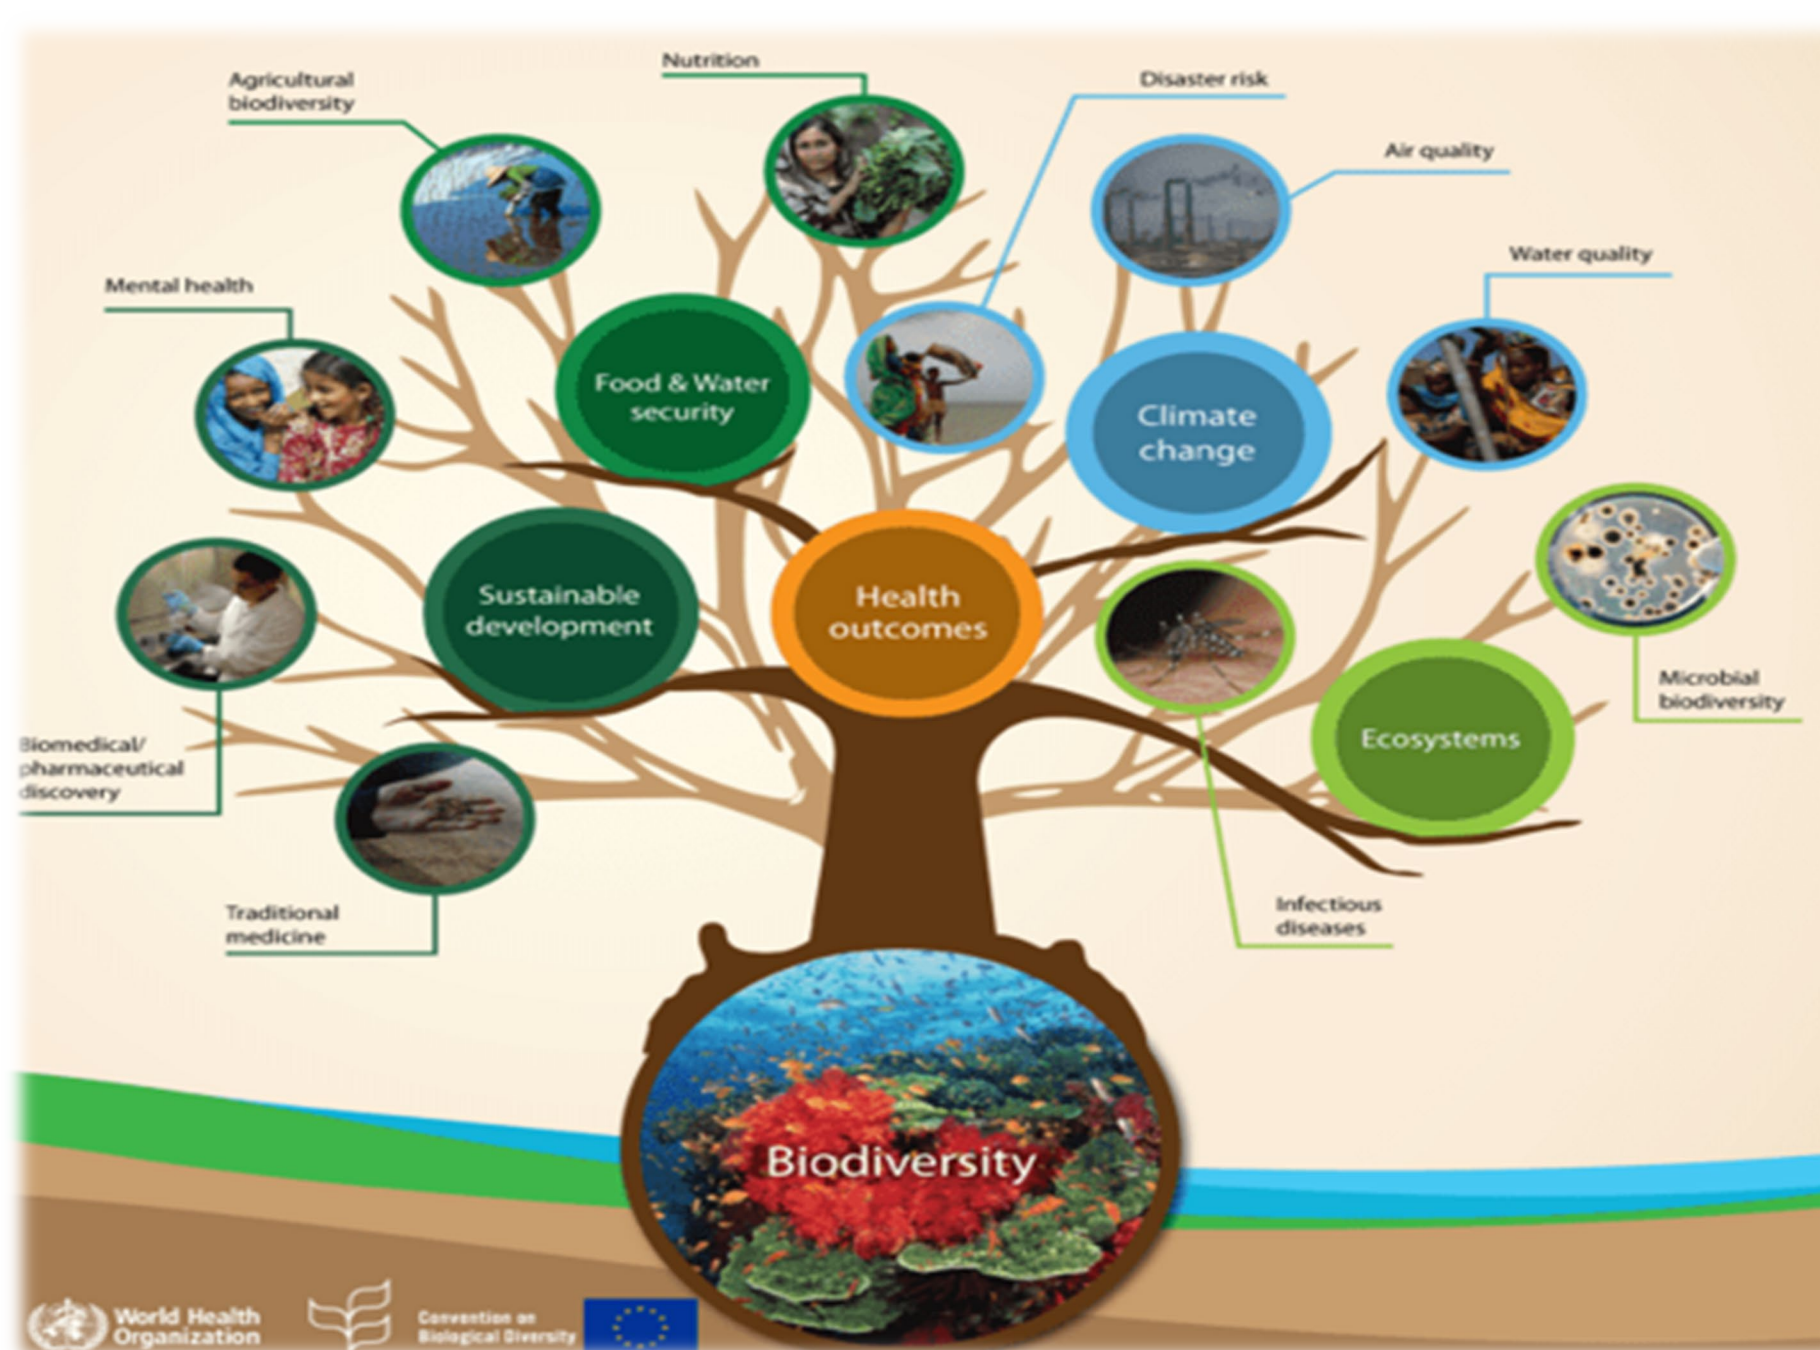 Nutrition
Disaster risk
Agricultural
biodiversity
Air quality
Water quality
Mental health
Food & Water
security
Climate
change
Sustainable
development
Health
outcomes
Microbial
biodiversity
Ecosystems
Biomedical/
pharmaceutical
discovery
Infectious
diseases
Traditional
medicine
Biodiversity
World Health
Organization
Convention on
Biological Diversity